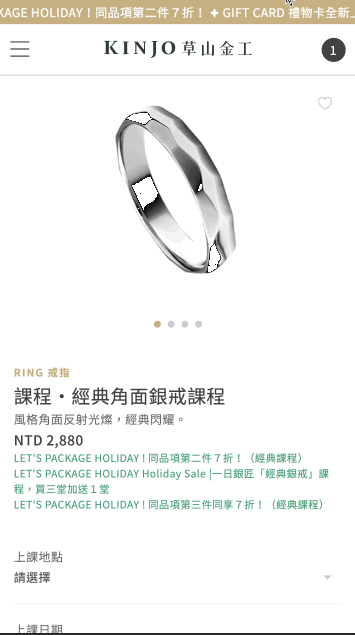 KAGE HOLIDAY！同品項第二件７折！ ✦ GIFT CARD 禮物卡全新
KINJO 草山金工
1
RING 戒指
課程・經典角面銀戒課程
風格角面反射光燦，經典閃耀。
NTD 2,880
LET'S PACKAGE HOLIDAY ! 同品項第二件７折！（經典課程）
LET'S PACKAGE HOLIDAY Holiday Sale |一日銀匠「經典銀戒」課
程，買三堂加送１堂
LET'S PACKAGE HOLIDAY ! 同品項第三件同享７折！（經典課程）
上課地點
請選擇
上課日期